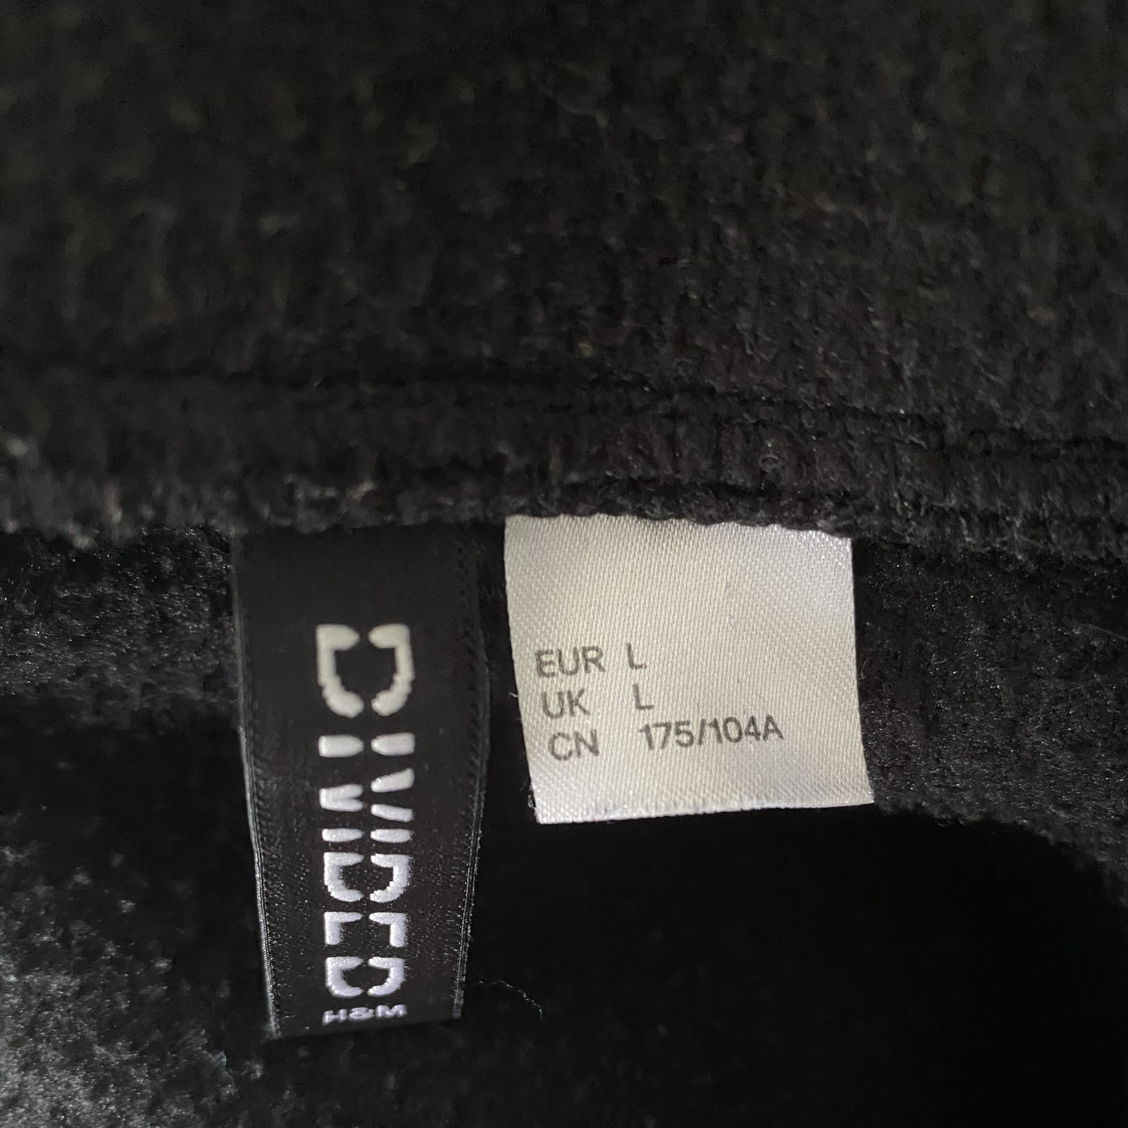 DIVIDED
H&M
EUR L
UK L
CN 175/104A